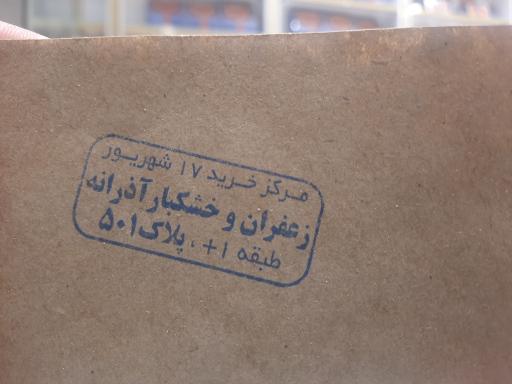 مرکز خرید ۱۷ شهریور
زعفران و خشکبار آذرانه
طبقه ۱+ ، پلاک ۵۰۱